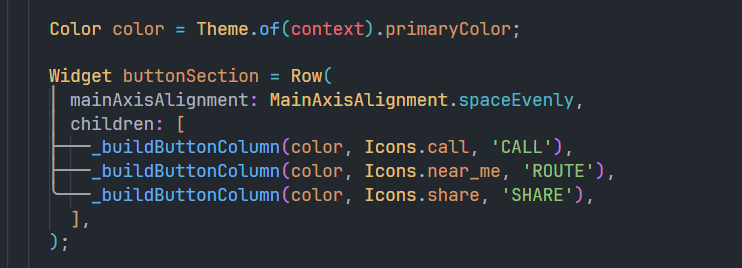 Color color = Theme.of(context).primaryColor;
Widget buttonSection = Row(
mainAxisAlignment: MainAxisAlignment.spaceEvenly,
children: [
_buildButtonColumn(color, Icons.call, 'CALL'),
_buildButtonColumn(color, Icons.near_me, 'ROUTE'),
_buildButtonColumn(color, Icons.share, 'SHARE'),
],
);